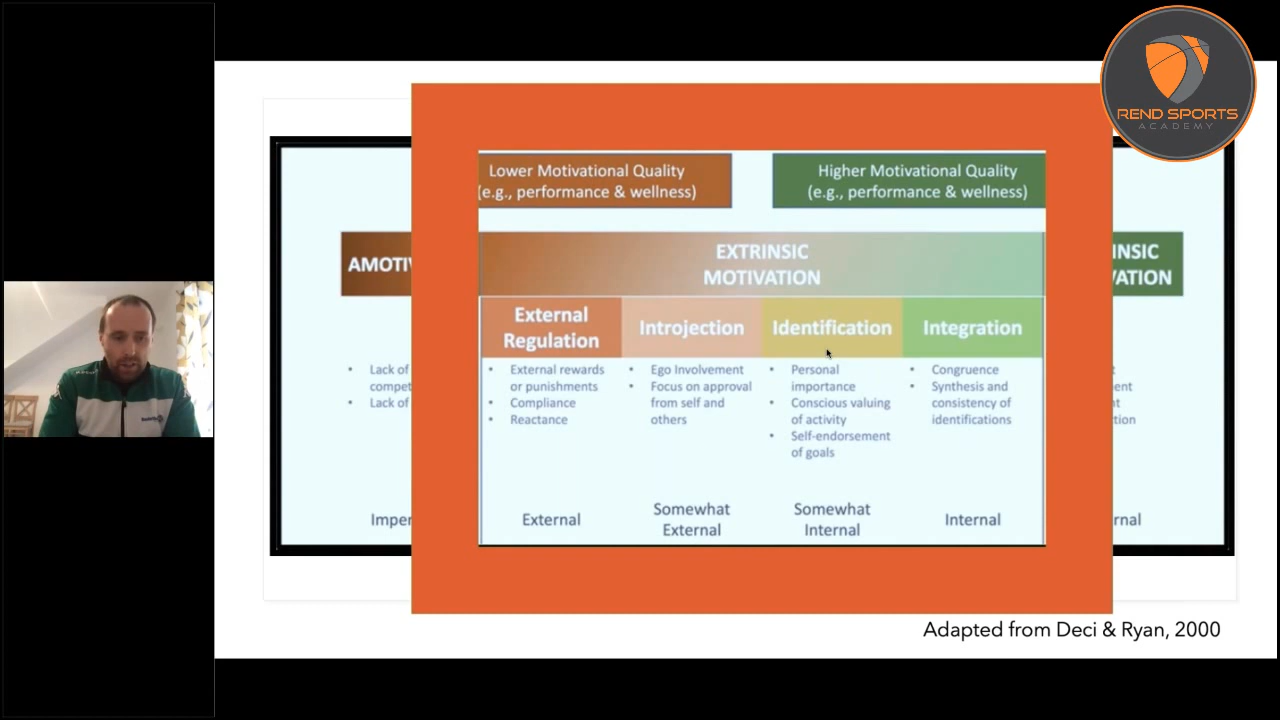 REND SPORTS
ACADEMY
Lower Motivational Quality
(e.g., performance & wellness)
Higher Motivational Quality
(e.g., performance & wellness)
AMOTIV
EXTRINSIC
MOTIVATION
INSIC
VATION
External
Regulation
Introjection
Identification
Integration
• Lack of
compet
• Lack of
• External rewards
or punishments
• Compliance
• Reactance
• Ego Involvement
• Focus on approval
from self and
others
• Personal
importance
• Conscious valuing
of activity
• Self-endorsement
of goals
• Congruence
• Synthesis and
consistency of
identifications
ent
tion
Imper
External
Somewhat
External
Somewhat
Internal
Internal
rnal
Adapted from Deci & Ryan, 2000